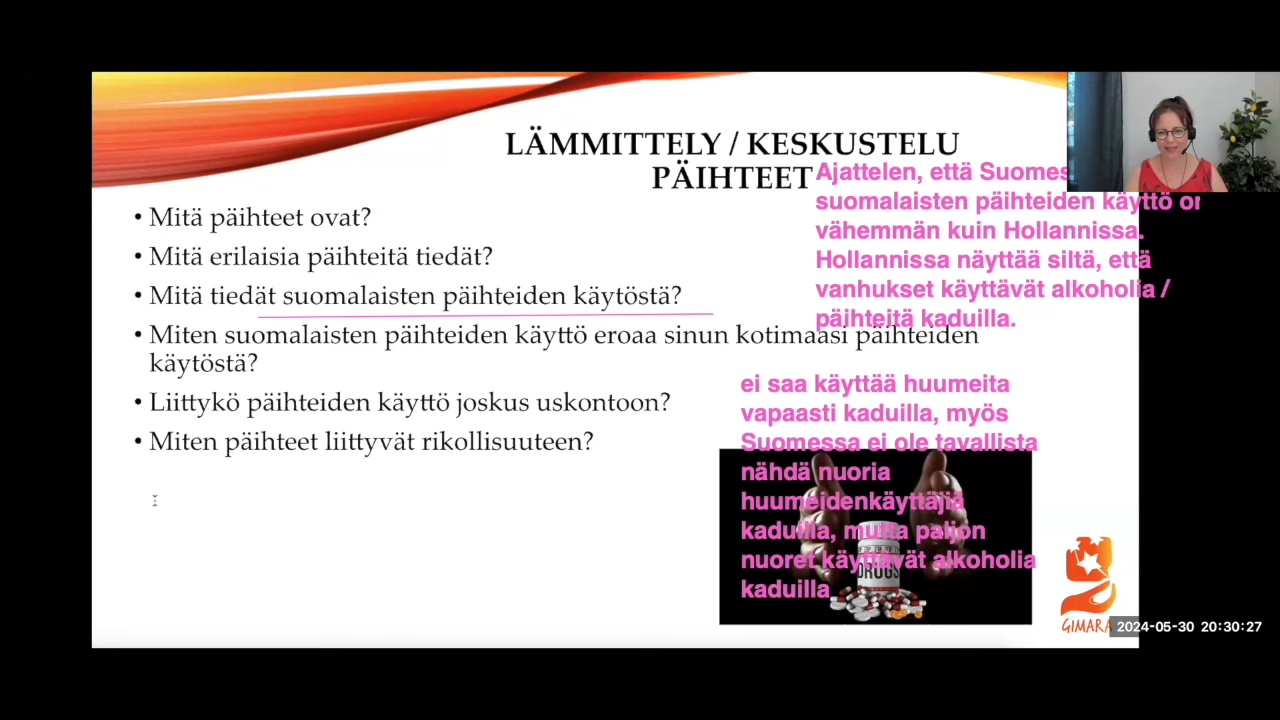 LÄMMITTELY / KESKUSTELU
PÄIHTEET
• Mitä päihteet ovat?
• Mitä erilaisia päihteitä tiedät?
• Mitä tiedät suomalaisten päihteiden käytöstä?
• Miten suomalaisten päihteiden käyttö eroaa sinun kotimaasi päihteiden
käytöstä?
• Liittykö päihteiden käyttö joskus uskontoon?
• Miten päihteet liittyvät rikollisuuteen?
Ajattelen, että Suomes
suomalaisten päihteiden käyttö on
vähemmän kuin Hollannissa.
Hollannissa näyttää siltä, että
vanhukset käyttävät alkoholia /
päihteitä kaduilla.
ei saa käyttää huumeita
vapaasti kaduilla, myös
Suomessa ei ole tavallista
nähdä nuoria
huumeidenkäyttäjiä
kaduilla, mutta paljon
nuoret käyttävät alkoholia
kaduilla
DRUGS
GIMARA
2024-05-30 20:30:27